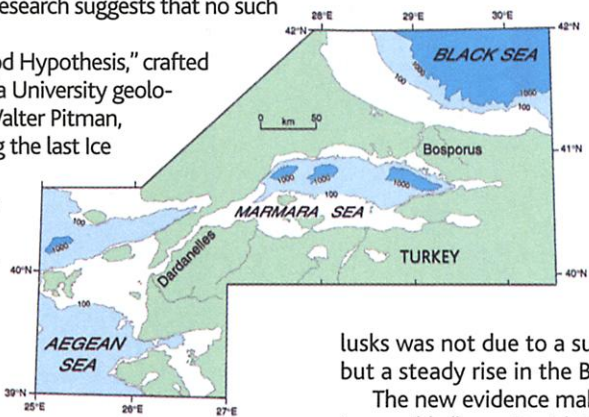 esearch suggests that no such
od Hypothesis," crafted
a University geolo-
Valter Pitman,
g the last Ice
28°E 29°E 30°E
42°N 42°N
BLACK SEA
100
1000
1000
100
0 km 50
Bosporus
41°N
1000 1000 1000
100
MARMARA SEA
100
1000
Dardanelles
TURKEY
40°N 40°N
100
AEGEAN
SEA
39°N
25°E 26°E 27°E
lusks was not due to a su
but a steady rise in the B
The new evidence mak